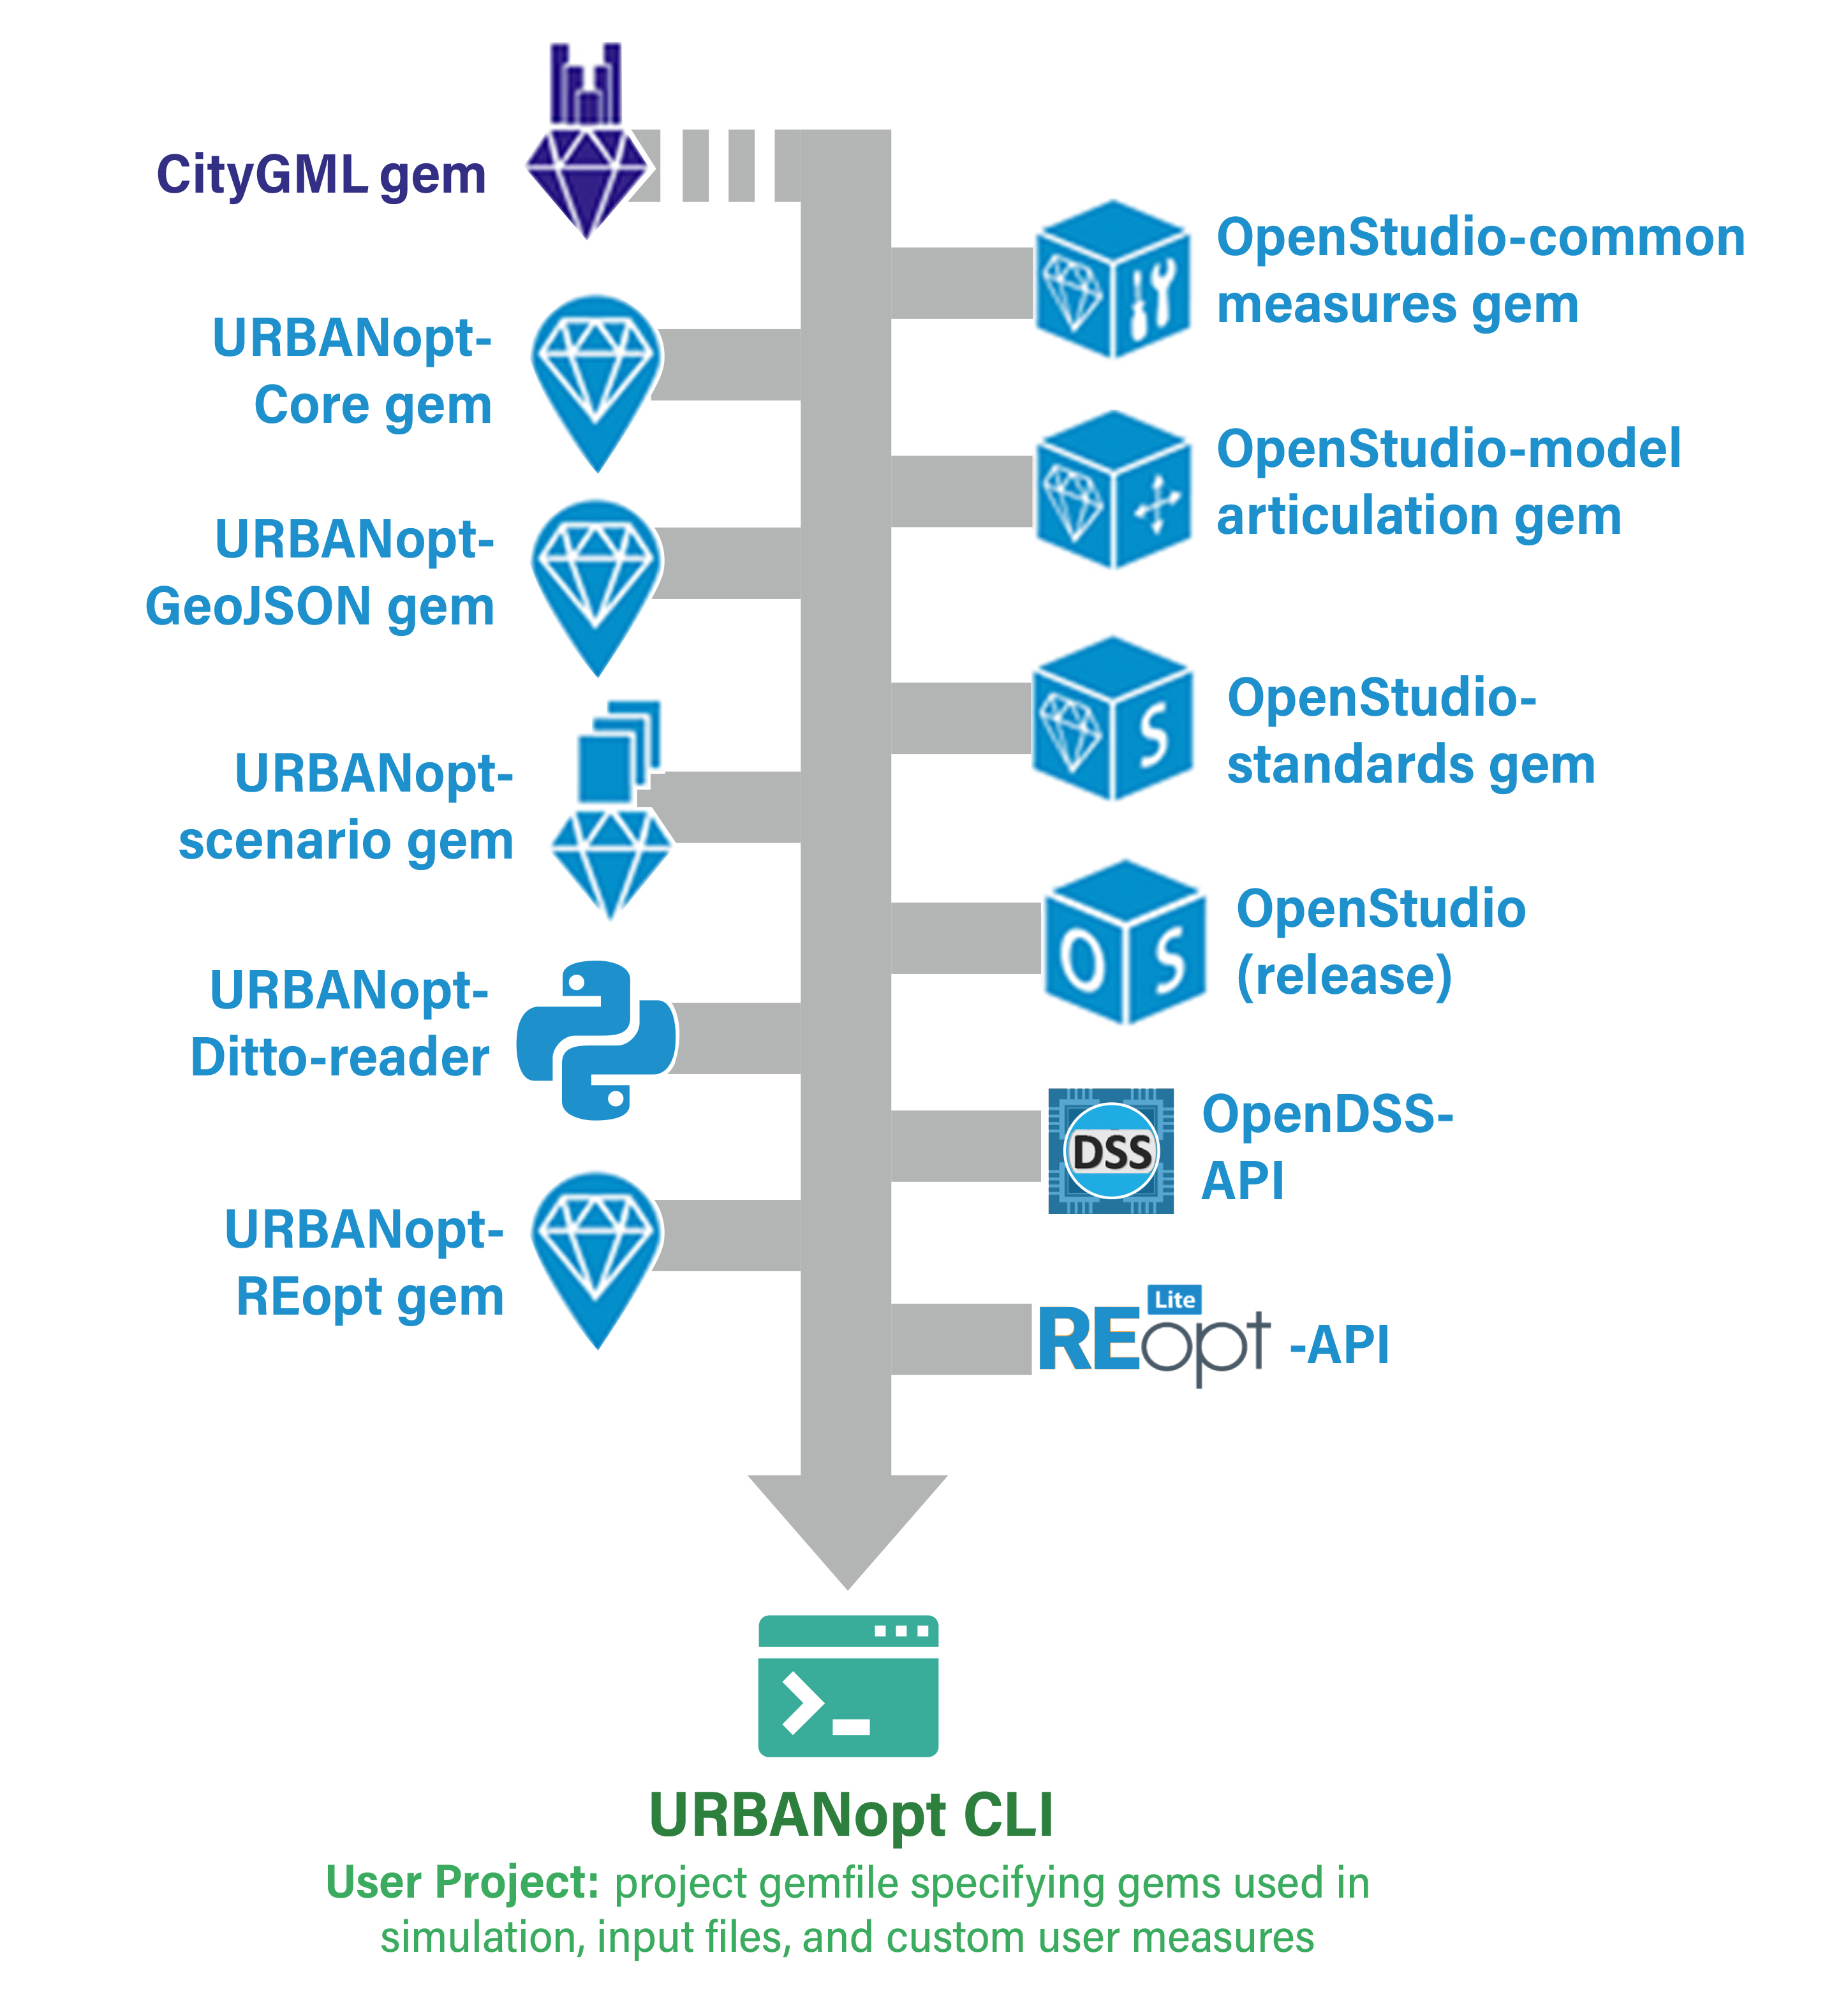 CityGML gem
URBANopt-
Core gem
URBANopt-
GeoJSON gem
URBANopt-
scenario gem
URBANopt-
Ditto-reader
URBANopt-
REopt gem
OpenStudio-common
measures gem
OpenStudio-model
articulation gem
S
OpenStudio-
standards gem
O S
OpenStudio
(release)
DSS
OpenDSS-
API
Lite
REopt -API
>_
URBANopt CLI
User Project: project gemfile specifying gems used in
simulation, input files, and custom user measures